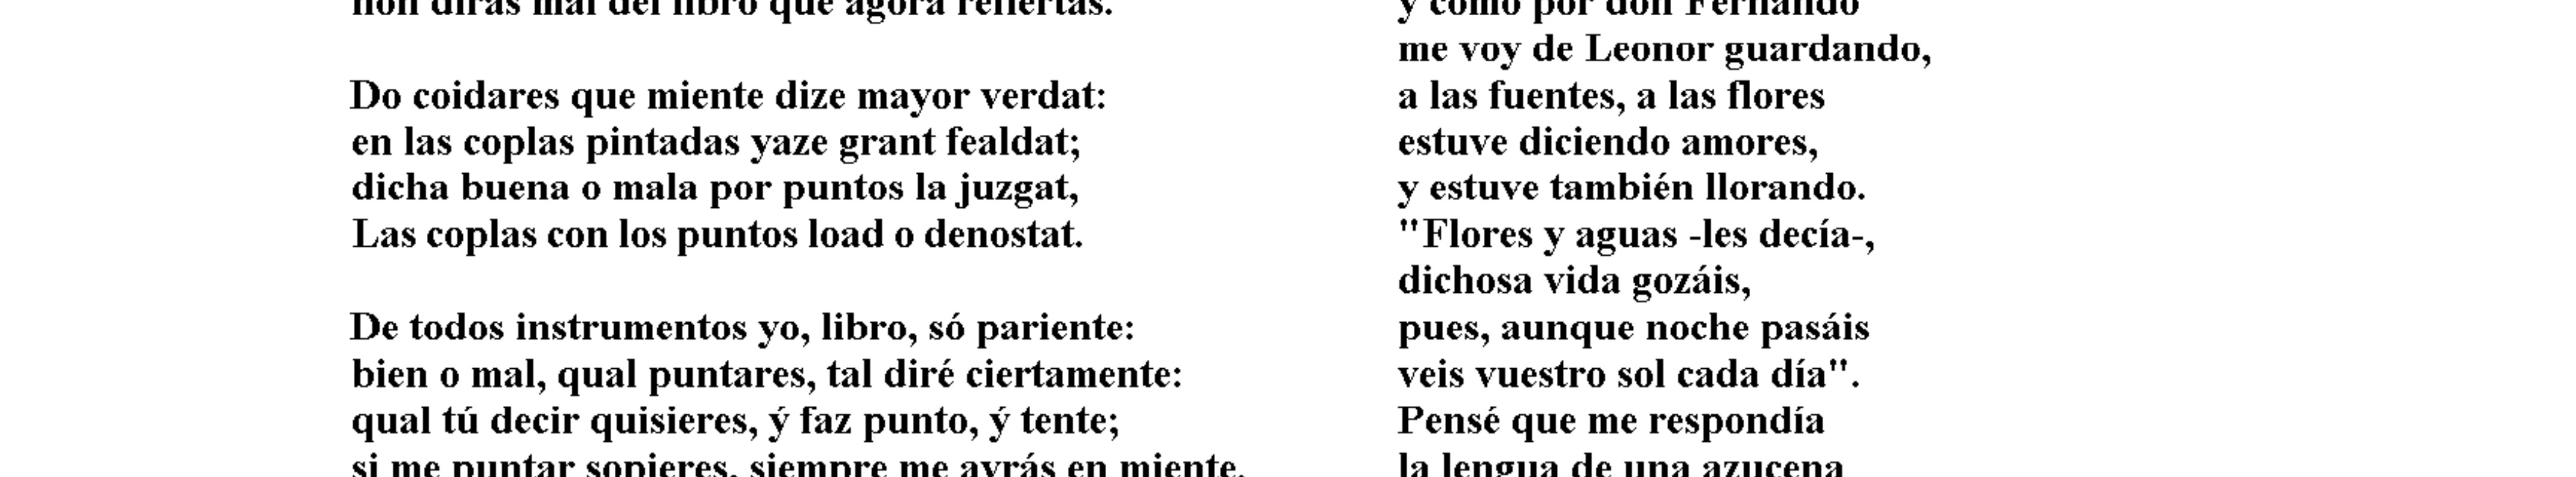 non dirás mal del libro que agora refiertas.
Do coidares que miente dize mayor verdat:
en las coplas pintadas yaze grant fealdat;
dicha buena o mala por puntos la juzgat,
Las coplas con los puntos load o denostat.
De todos instrumentos yo, libro, só pariente:
bien o mal, qual puntares, tal diré ciertamente:
qual tú decir quisieres, ý faz punto, ý tente;
si me puntar sopieres, siempre me avrás en miente.
y como por don Fernando
me voy de Leonor guardando,
a las fuentes, a las flores
estuve diciendo amores,
y estuve también llorando.
"Flores y aguas -les decía-,
dichosa vida gozáis,
pues, aunque noche pasáis
veis vuestro sol cada día".
Pensé que me respondía
la lengua de una azucena